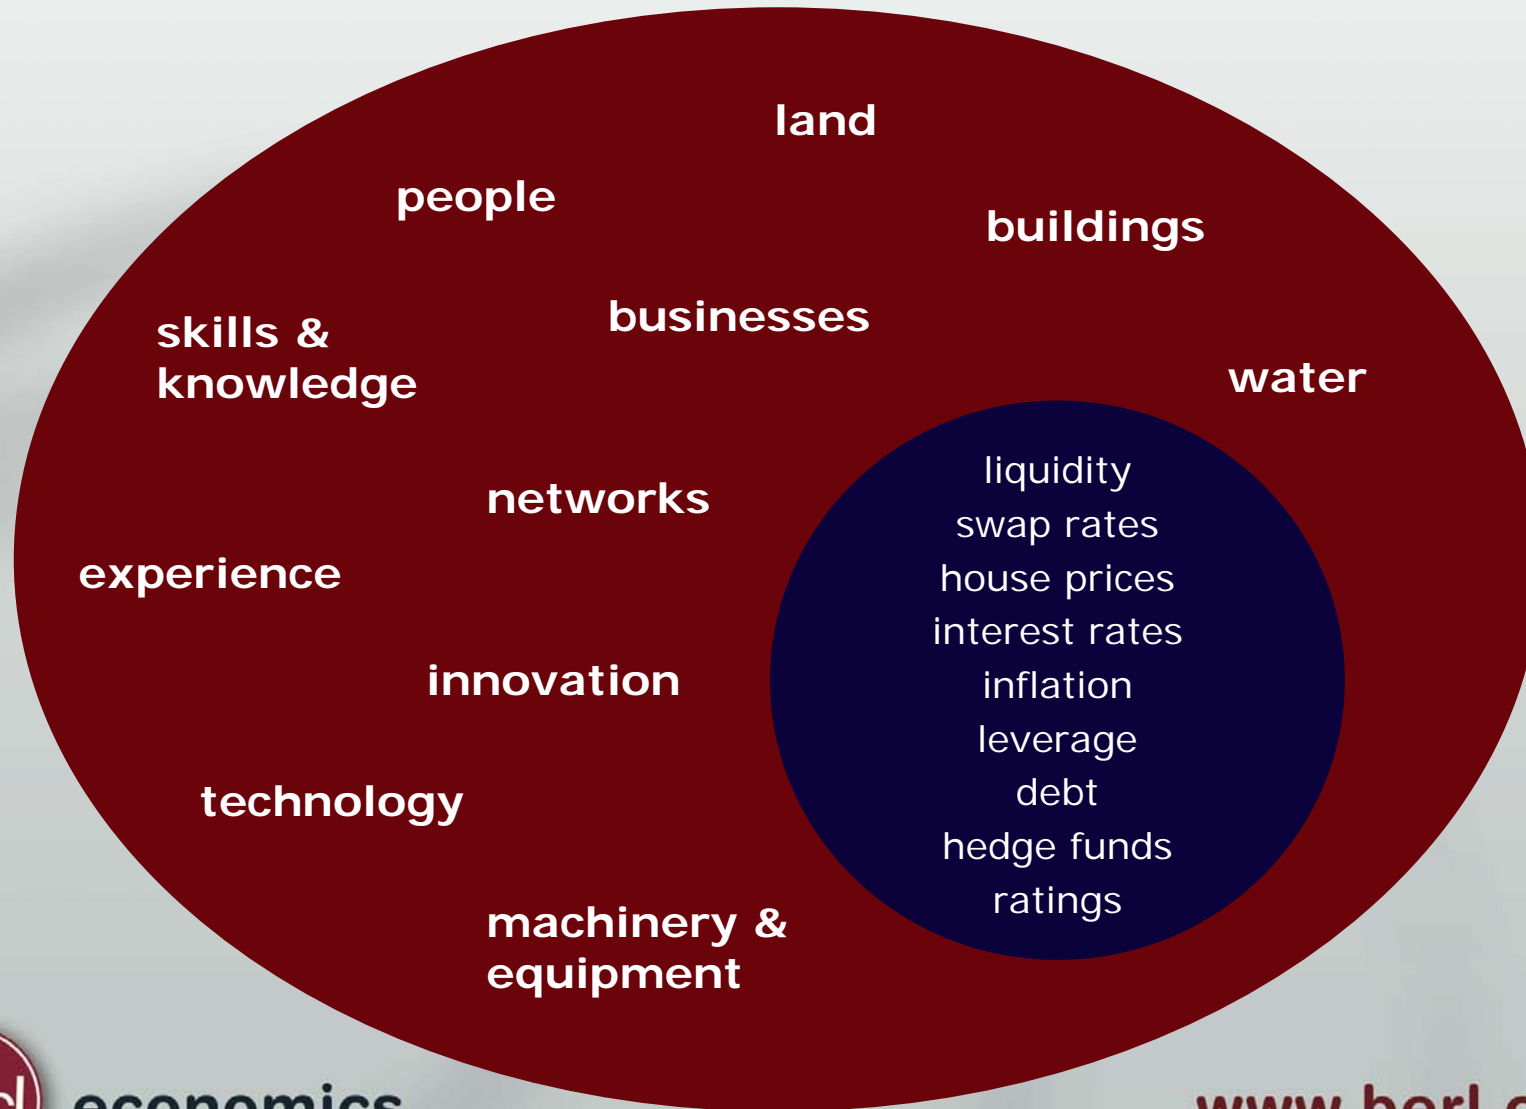 land
people
buildings
businesses
skills &
knowledge
water
networks
experience
innovation
technology
machinery &
equipment
liquidity
swap rates
house prices
interest rates
inflation
leverage
debt
hedge funds
ratings
economics